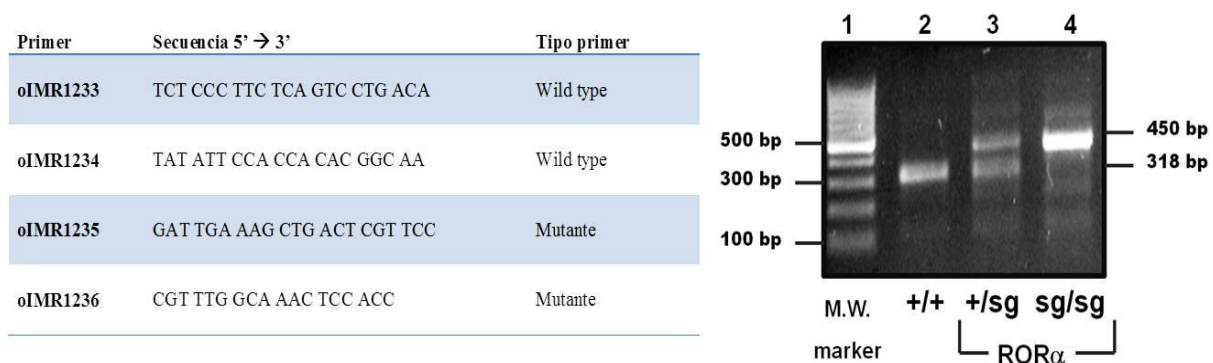 Primer Secuencia 5’ → 3’ Tipo primer
oIMR1233 TCT CCC TTC TCA GTC CTG ACA Wild type
oIMR1234 TAT ATT CCA CCA CAC GGC AA Wild type
oIMR1235 GAT TGA AAG CTG ACT CGT TCC Mutante
oIMR1236 CGT TTG GCA AAC TCC ACC Mutante
1 2 3 4
500 bp
300 bp
100 bp
450 bp
318 bp
M.W. marker
+/+ +/sg sg/sg
RORα